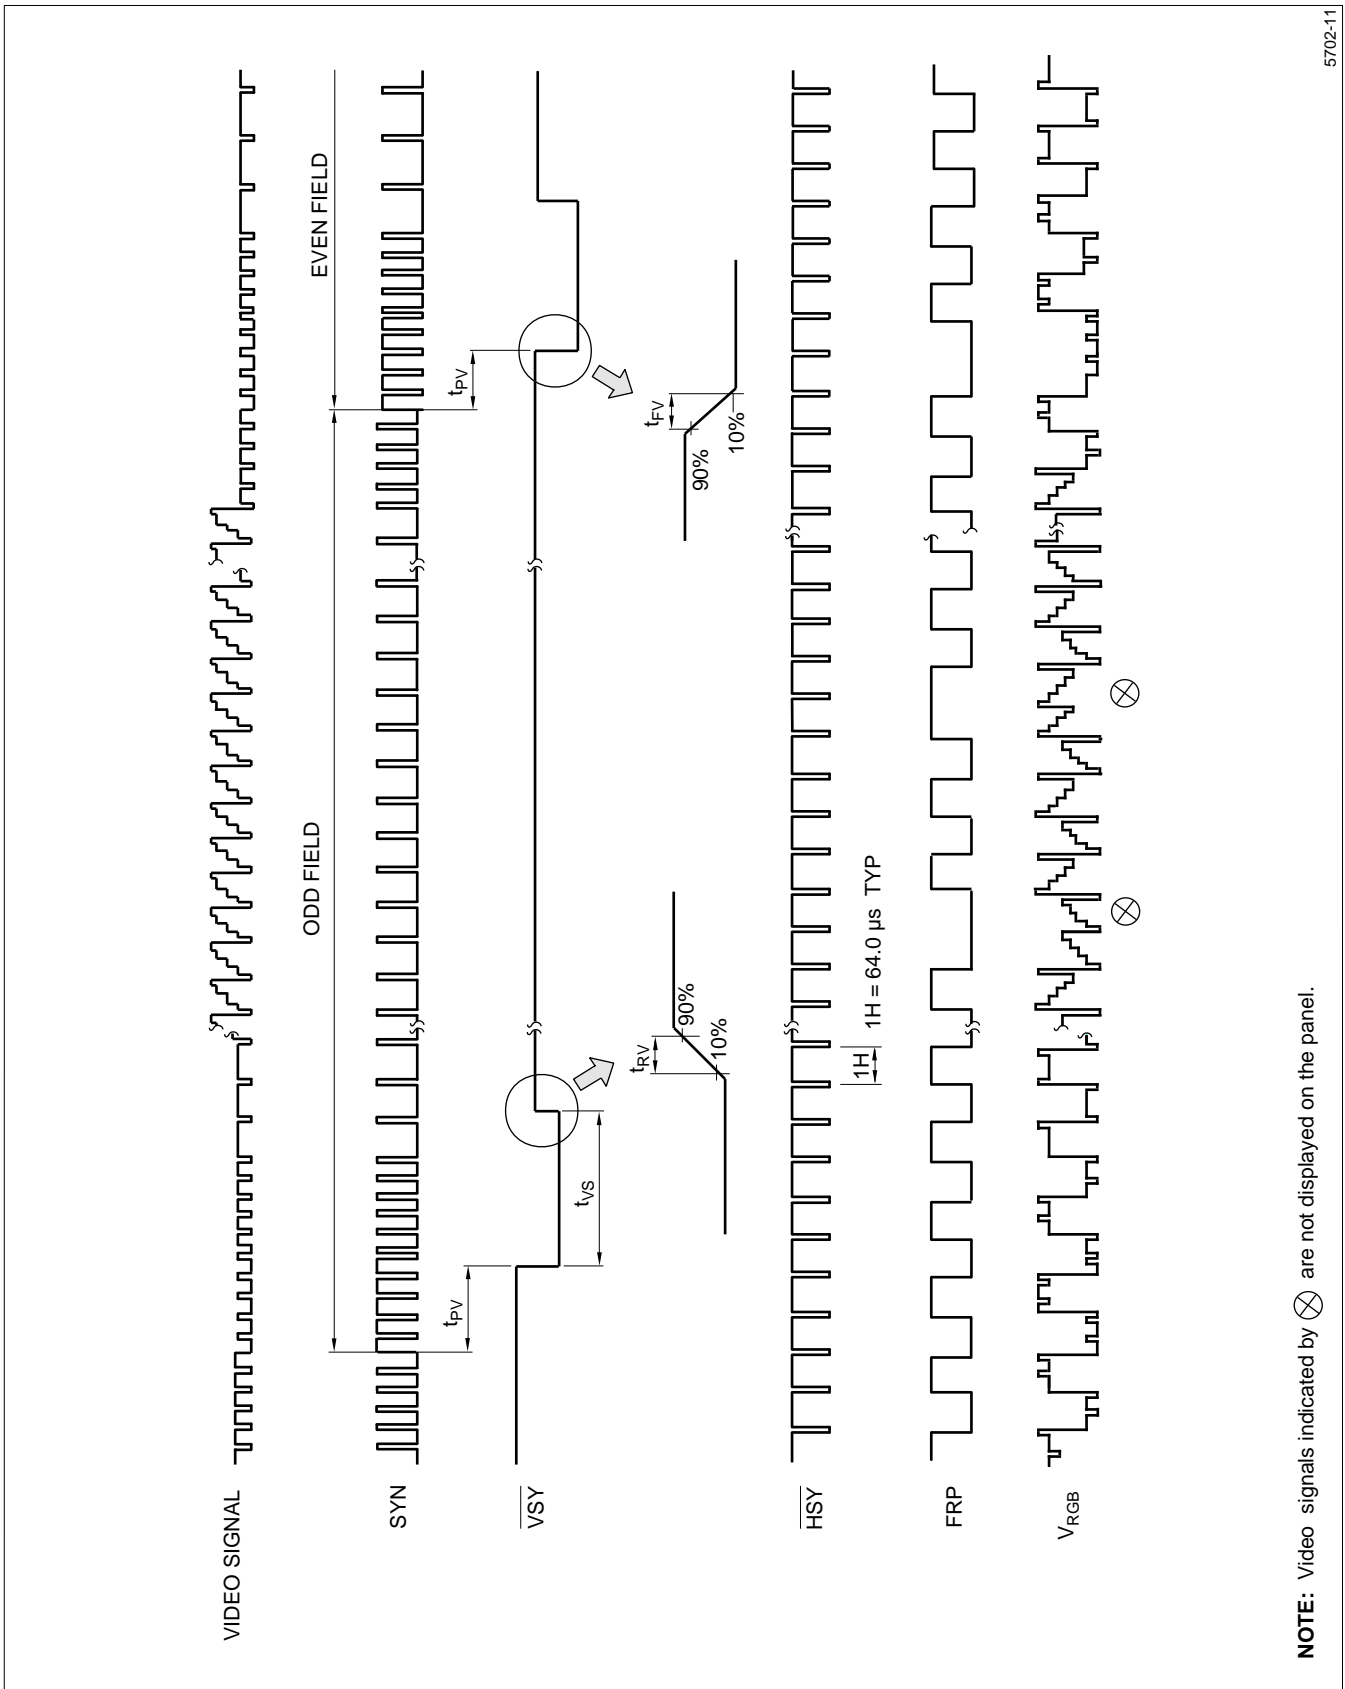 5702-11
EVEN FIELD
ODD FIELD
VIDEO SIGNAL
SYN
tPV
tPV
VSY
tVS
tRV
90%
10%
tFV
90%
10%
HSY
1H
1H = 64.0 µs TYP
FRP
VRGB
NOTE: Video signals indicated by ⊗ are not displayed on the panel.